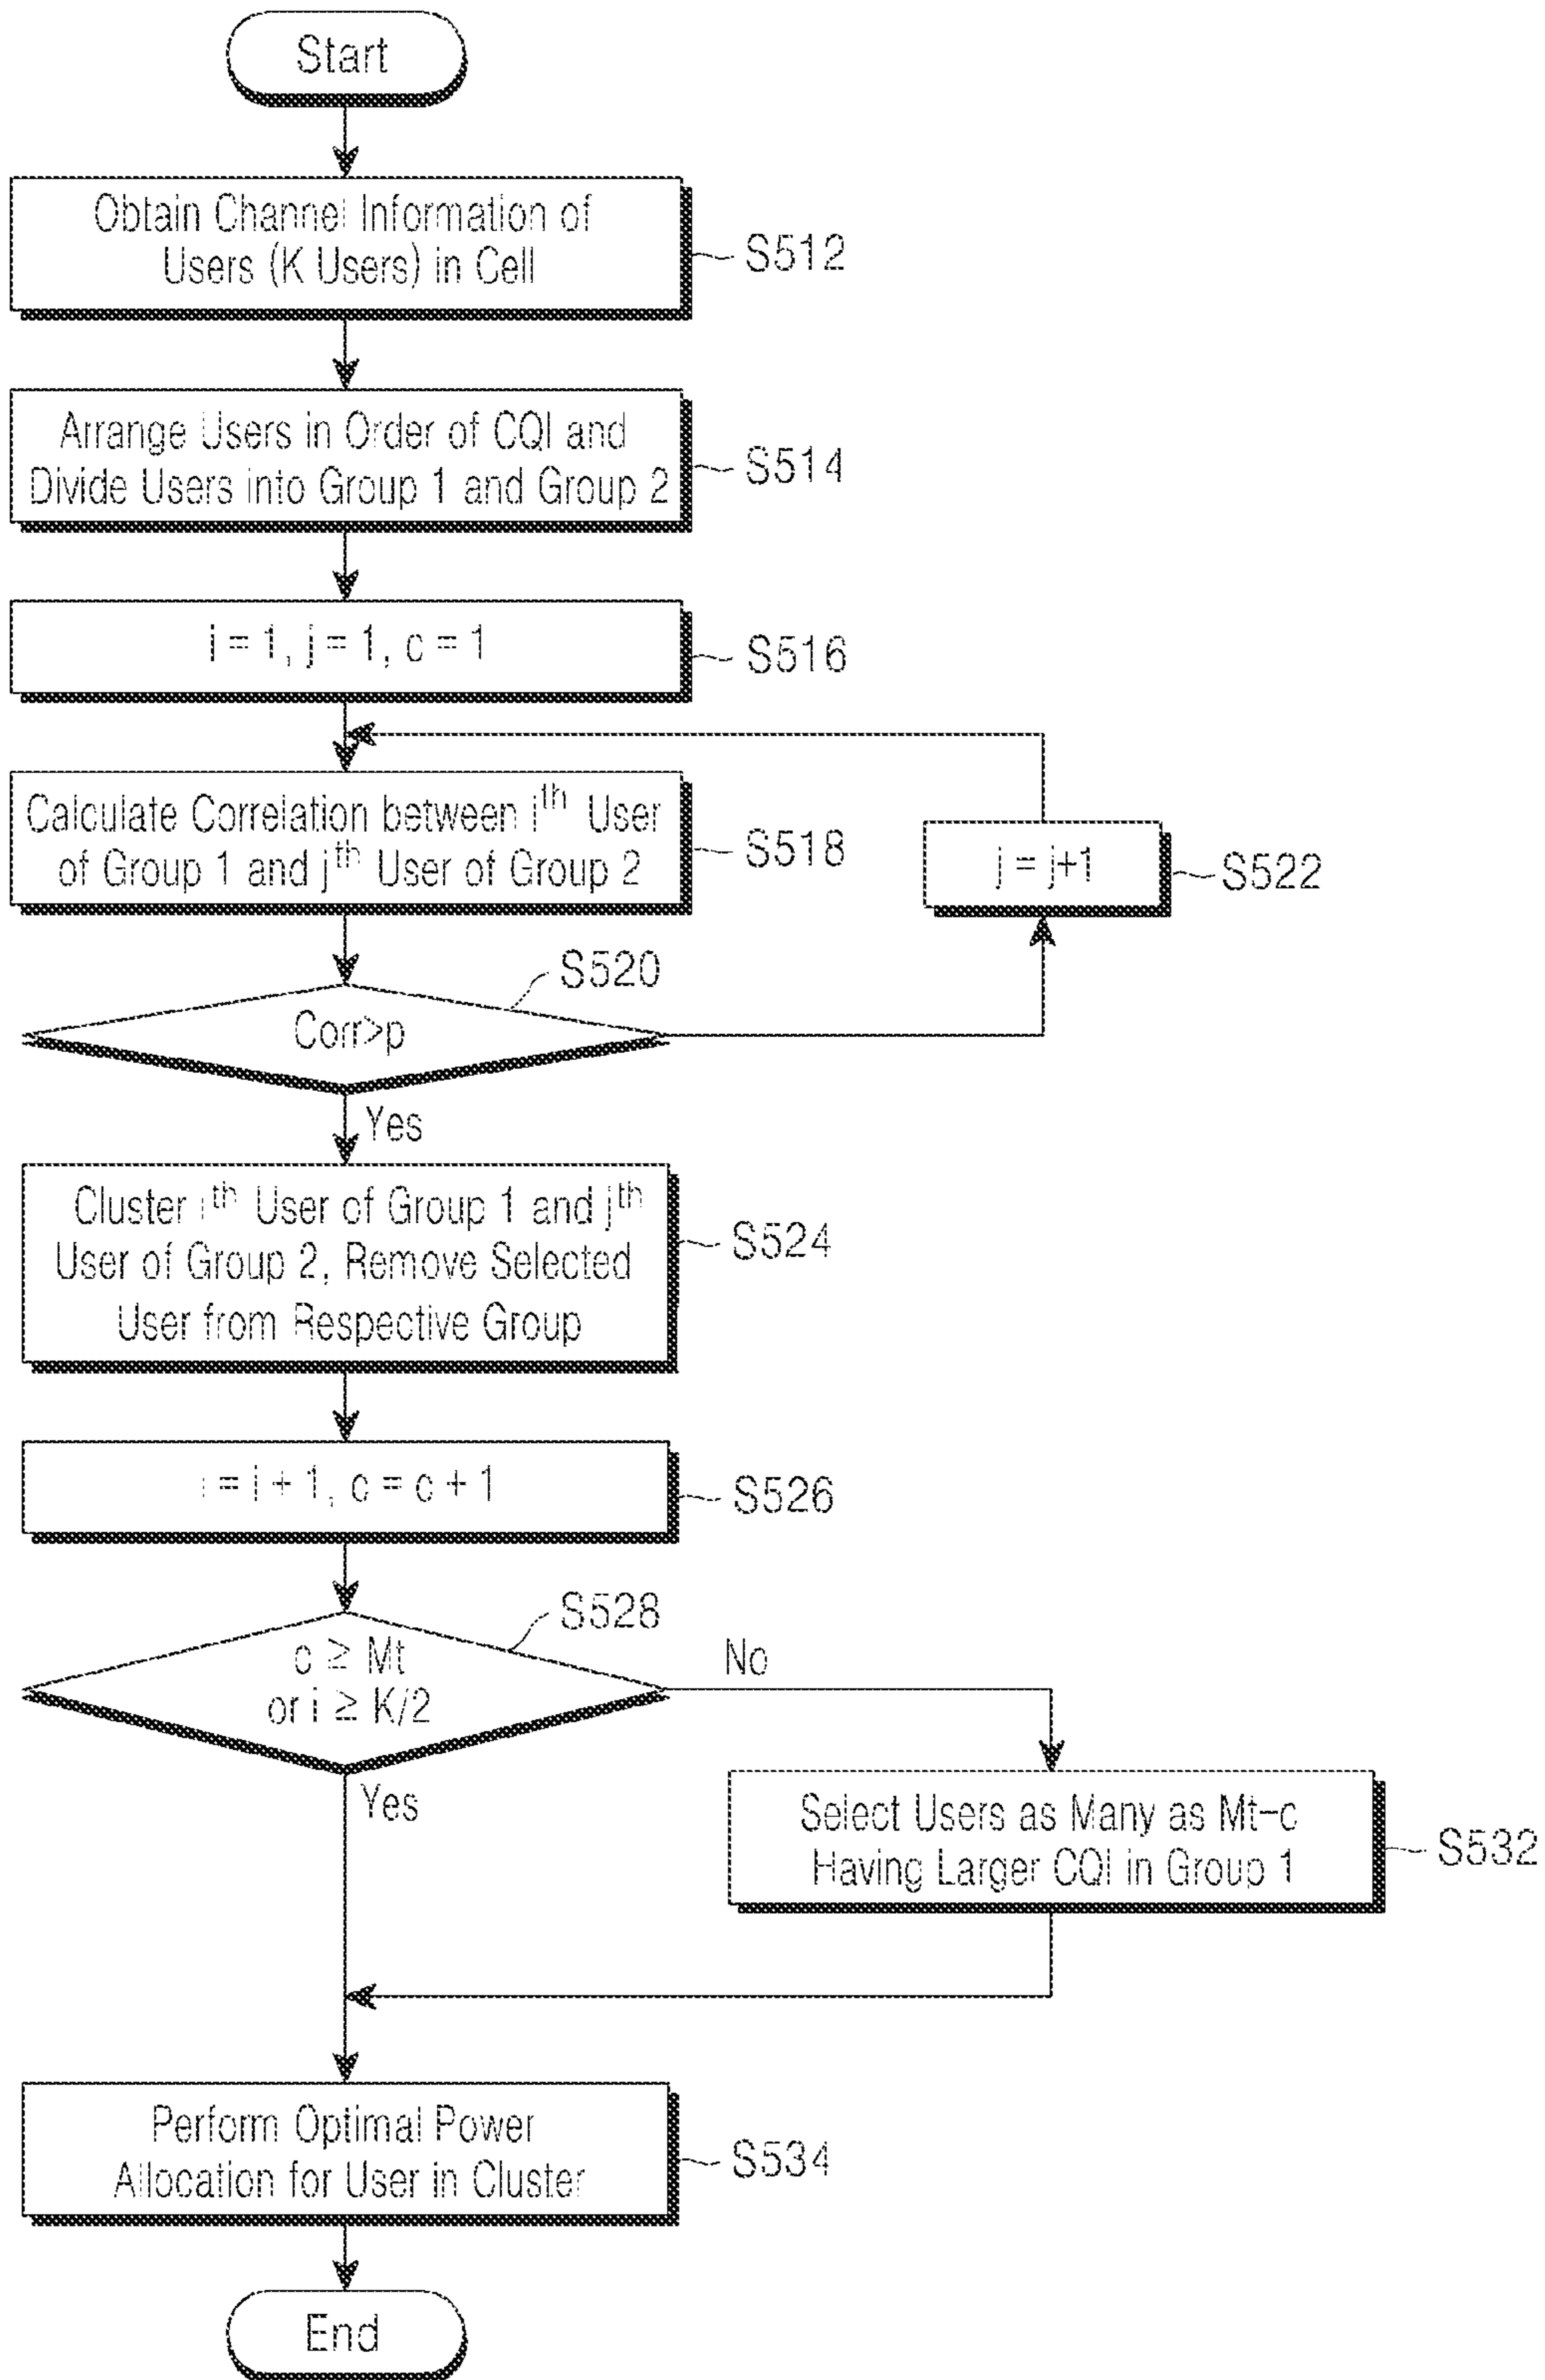 Start
Obtain Channel Information of
Users (K Users) in Cell
S512
Arrange Users in Order of CQI and
Divide Users into Group 1 and Group 2
S514
i = 1, j = 1, c = 1
S516
Calculate Correlation between i^th User
of Group 1 and j^th User of Group 2
S518
j = j+1
S522
S520
Corr>p
Yes
Cluster i^th User of Group 1 and j^th
User of Group 2, Remove Selected
User from Respective Group
S524
i = i + 1, c = c + 1
S526
S528
c ≥ Mt
or i ≥ K/2
No
Yes
Select Users as Many as Mt-c
Having Larger CQI in Group 1
S532
Perform Optimal Power
Allocation for User in Cluster
S534
End